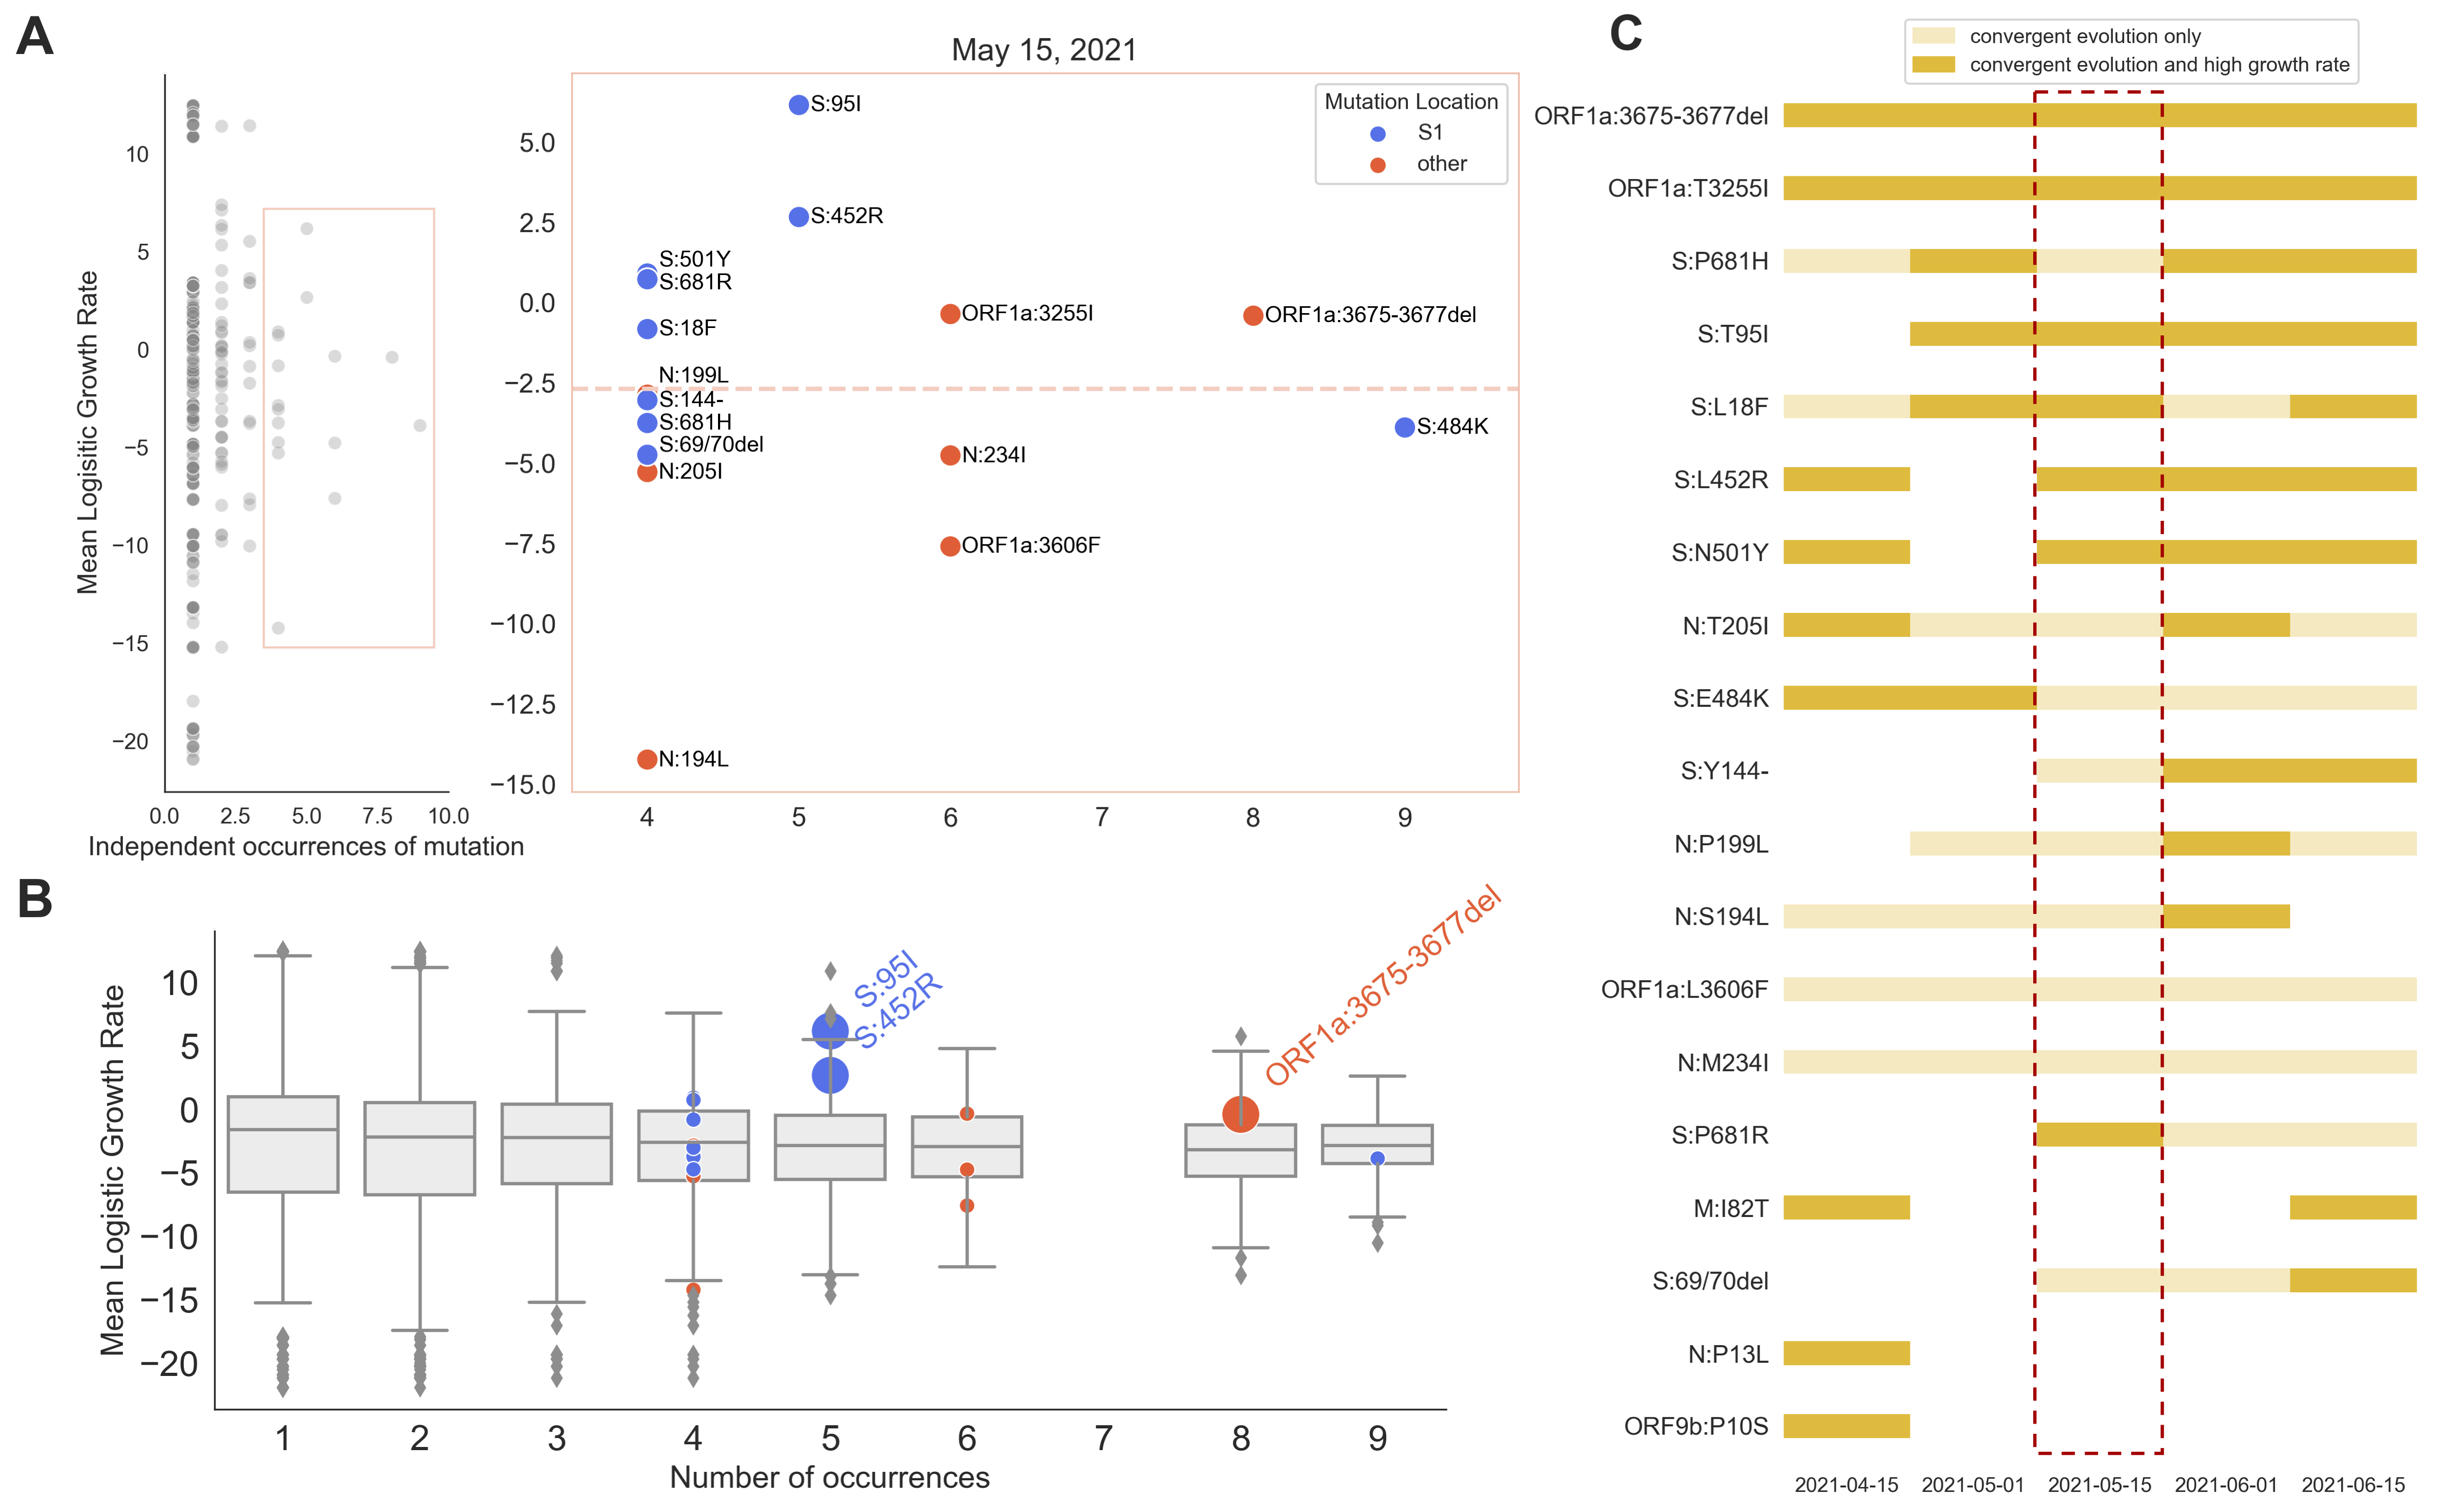 A
May 15, 2021
Mean Logisitic Growth Rate
10
5
0
−5
−10
−15
−20
0.0 2.5 5.0 7.5 10.0
Independent occurrences of mutation
5.0
2.5
0.0
−2.5
−5.0
−7.5
−10.0
−12.5
−15.0
4 5 6 7 8 9
Mutation Location
S1
other
S:95I
S:452R
S:501Y
S:681R
S:18F
ORF1a:3255I
ORF1a:3675-3677del
N:199L
S:144-
S:681H
S:484K
S:69/70del
N:234I
N:205I
ORF1a:3606F
N:194L
B
Mean Logistic Growth Rate
10
5
0
−5
−10
−15
−20
S:95I
S:452R
ORF1a:3675-3677del
1 2 3 4 5 6 7 8 9
Number of occurrences
C
convergent evolution only
convergent evolution and high growth rate
ORF1a:3675-3677del
ORF1a:T3255I
S:P681H
S:T95I
S:L18F
S:L452R
S:N501Y
N:T205I
S:E484K
S:Y144-
N:P199L
N:S194L
ORF1a:L3606F
N:M234I
S:P681R
M:I82T
S:69/70del
N:P13L
ORF9b:P10S
2021-04-15 2021-05-01 2021-05-15 2021-06-01 2021-06-15